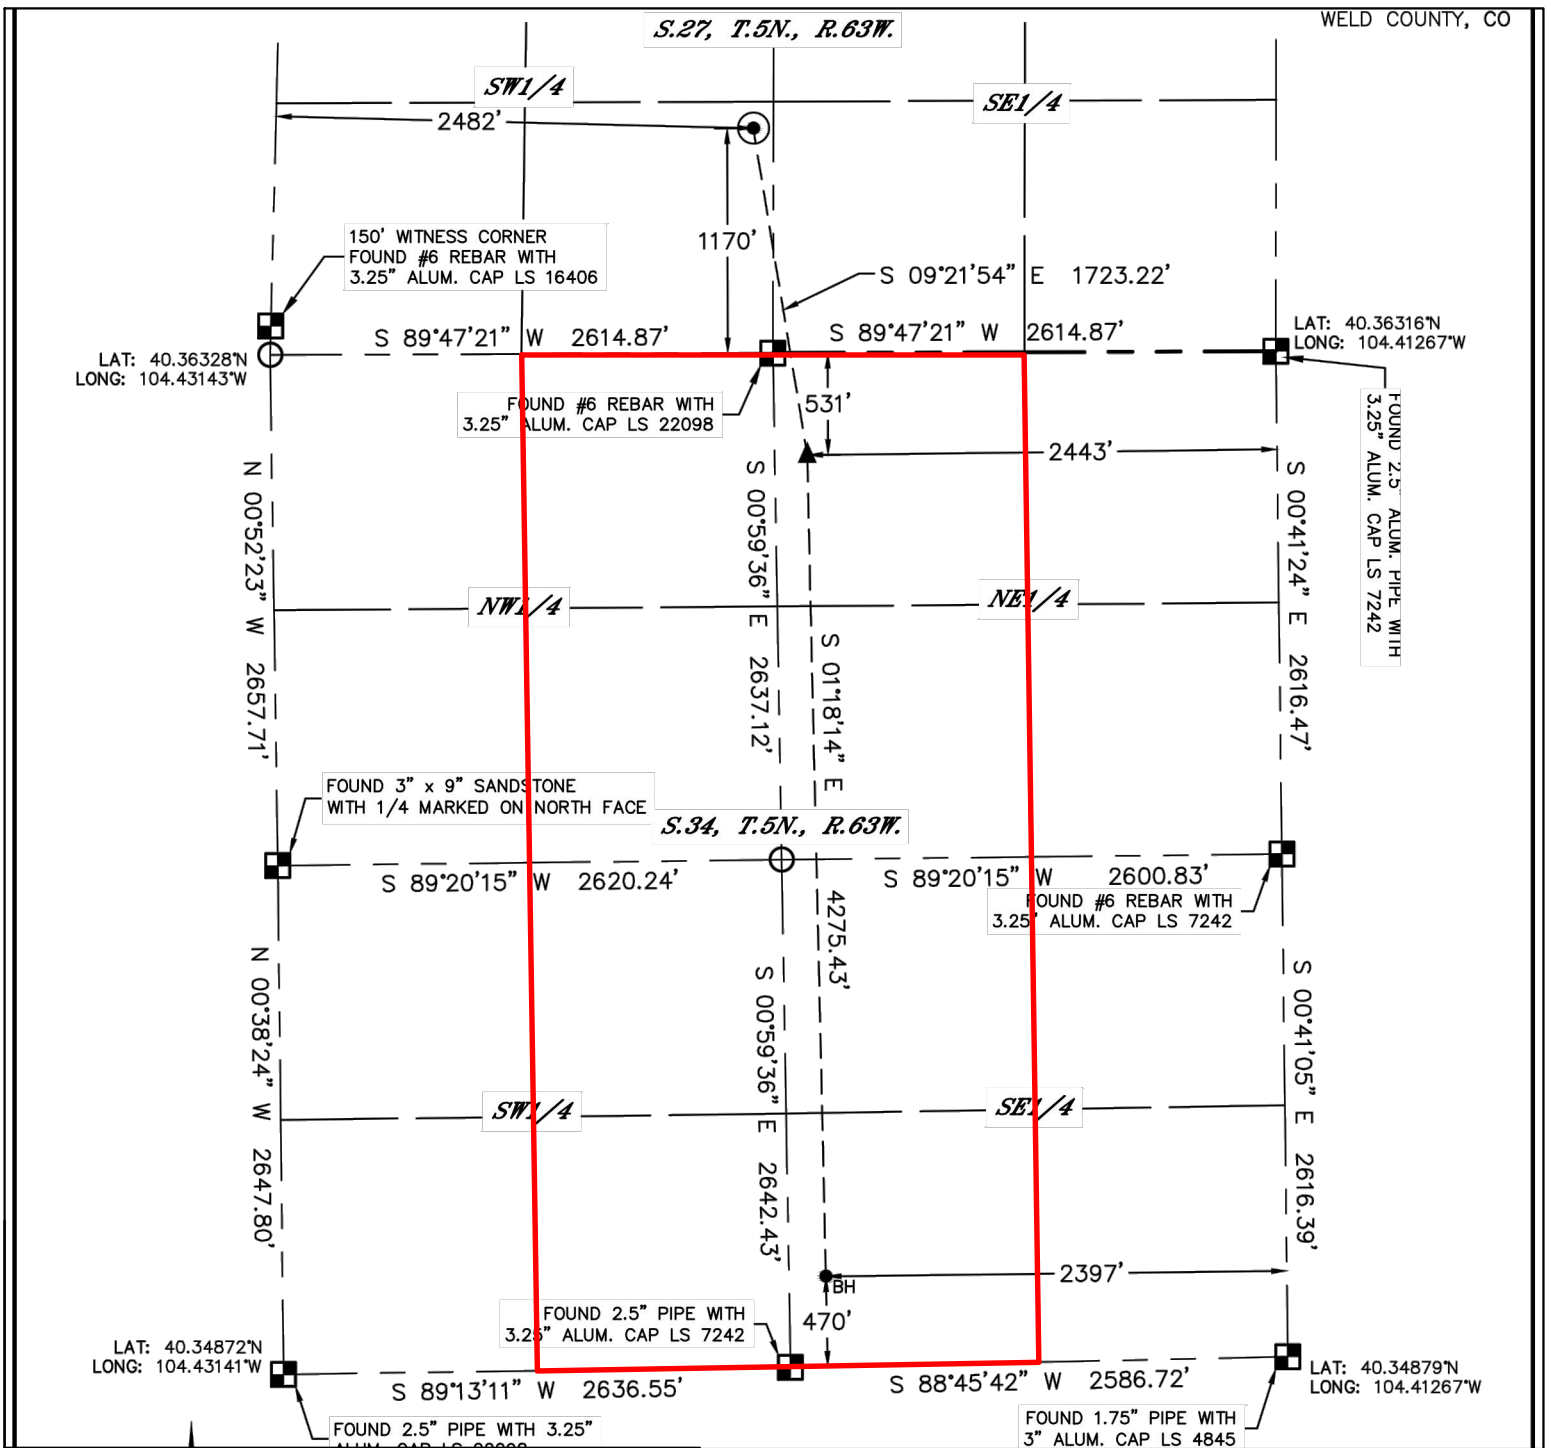 WELD COUNTY, CO
S.27, T.5N., R.63W.
SW1/4
SE1/4
2482'
1170'
150' WITNESS CORNER
FOUND #6 REBAR WITH
3.25" ALUM. CAP LS 16406
S 09°21'54" E 1723.22'
S 89°47'21" W 2614.87'
S 89°47'21" W 2614.87'
LAT: 40.36316°N
LONG: 104.41267°W
LAT: 40.36328°N
LONG: 104.43143°W
FOUND #6 REBAR WITH
3.25" ALUM. CAP LS 22098
531'
2443'
FOUND 2.5" ALUM. PIPE WITH
3.25" ALUM. CAP LS 7242
N 00°52'23" W 2657.71'
S 00°59'36" E 2637.12'
S 00°41'24" E 2616.47'
NW1/4
NE1/4
S 01°18'14" E 4275.43'
FOUND 3" x 9" SANDSTONE
WITH 1/4 MARKED ON NORTH FACE
S.34, T.5N., R.63W.
S 89°20'15" W 2620.24'
S 89°20'15" W 2600.83'
FOUND #6 REBAR WITH
3.25' ALUM. CAP LS 7242
N 00°38'24" W 2647.80'
S 00°59'36" E 2642.43'
S 00°41'05" E 2616.39'
SW1/4
SE1/4
2397'
BH
470'
FOUND 2.5" PIPE WITH
3.25" ALUM. CAP LS 7242
LAT: 40.34872°N
LONG: 104.43141°W
S 89°13'11" W 2636.55'
S 88°45'42" W 2586.72'
LAT: 40.34879°N
LONG: 104.41267°W
FOUND 2.5" PIPE WITH 3.25"
ALUM. CAP LS
FOUND 1.75" PIPE WITH
3" ALUM. CAP LS 4845